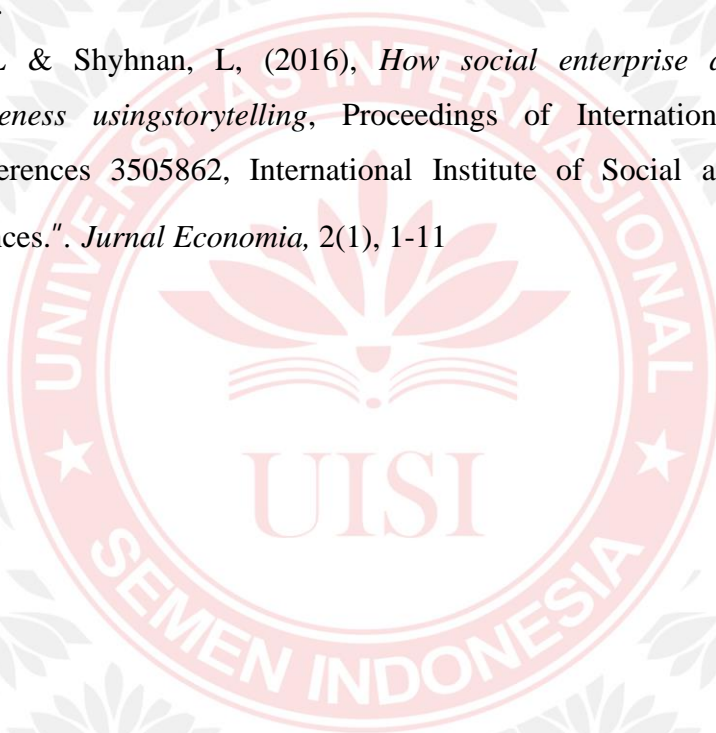 L & Shyhnan, L, (2016), How social enterprise
eness usingstorytelling, Proceedings of Internation
erences 3505862, International Institute of Social a
nces.". Jurnal Economia, 2(1), 1-11
UNIVERSITAS INTERNASIONAL
UISI
SEMEN INDONESIA